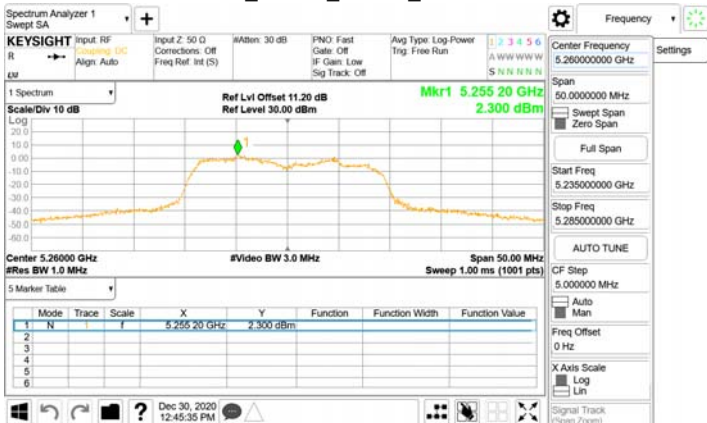 Spectrum Analyzer 1
Swept SA
+
Frequency
KEYSIGHT
R
Input: RF
Coupling: DC
Align: Auto
Input Z: 50 Ω
Corrections: Off
Freq Ref: Int (S)
#Atten: 30 dB
PNO: Fast
Gate: Off
IF Gain: Low
Sig Track: Off
Avg Type: Log-Power
Trig: Free Run
1 2 3 4 5 6
A W W W W W
S N N N N N
1 Spectrum
Scale/Div 10 dB
Ref Lvl Offset 11.20 dB
Ref Level 30.00 dBm
Mkr1 5.255 20 GHz
2.300 dBm
Log
20.0
10.0
0.00
-10.0
-20.0
-30.0
-40.0
-50.0
-60.0
1
Center 5.26000 GHz
#Res BW 1.0 MHz
#Video BW 3.0 MHz
Span 50.00 MHz
Sweep 1.00 ms (1001 pts)
5 Marker Table
Mode Trace Scale X Y Function Function Width Function Value
1 N 1 f 5.255 20 GHz 2.300 dBm
2
3
4
5
6
?
Dec 30, 2020
12:45:35 PM
Center Frequency
5.260000000 GHz
Settings
Span
50.0000000 MHz
Swept Span
Zero Span
Full Span
Start Freq
5.235000000 GHz
Stop Freq
5.285000000 GHz
AUTO TUNE
CF Step
5.000000 MHz
Auto
Man
Freq Offset
0 Hz
X Axis Scale
Log
Lin
Signal Track
(Span Zoom)